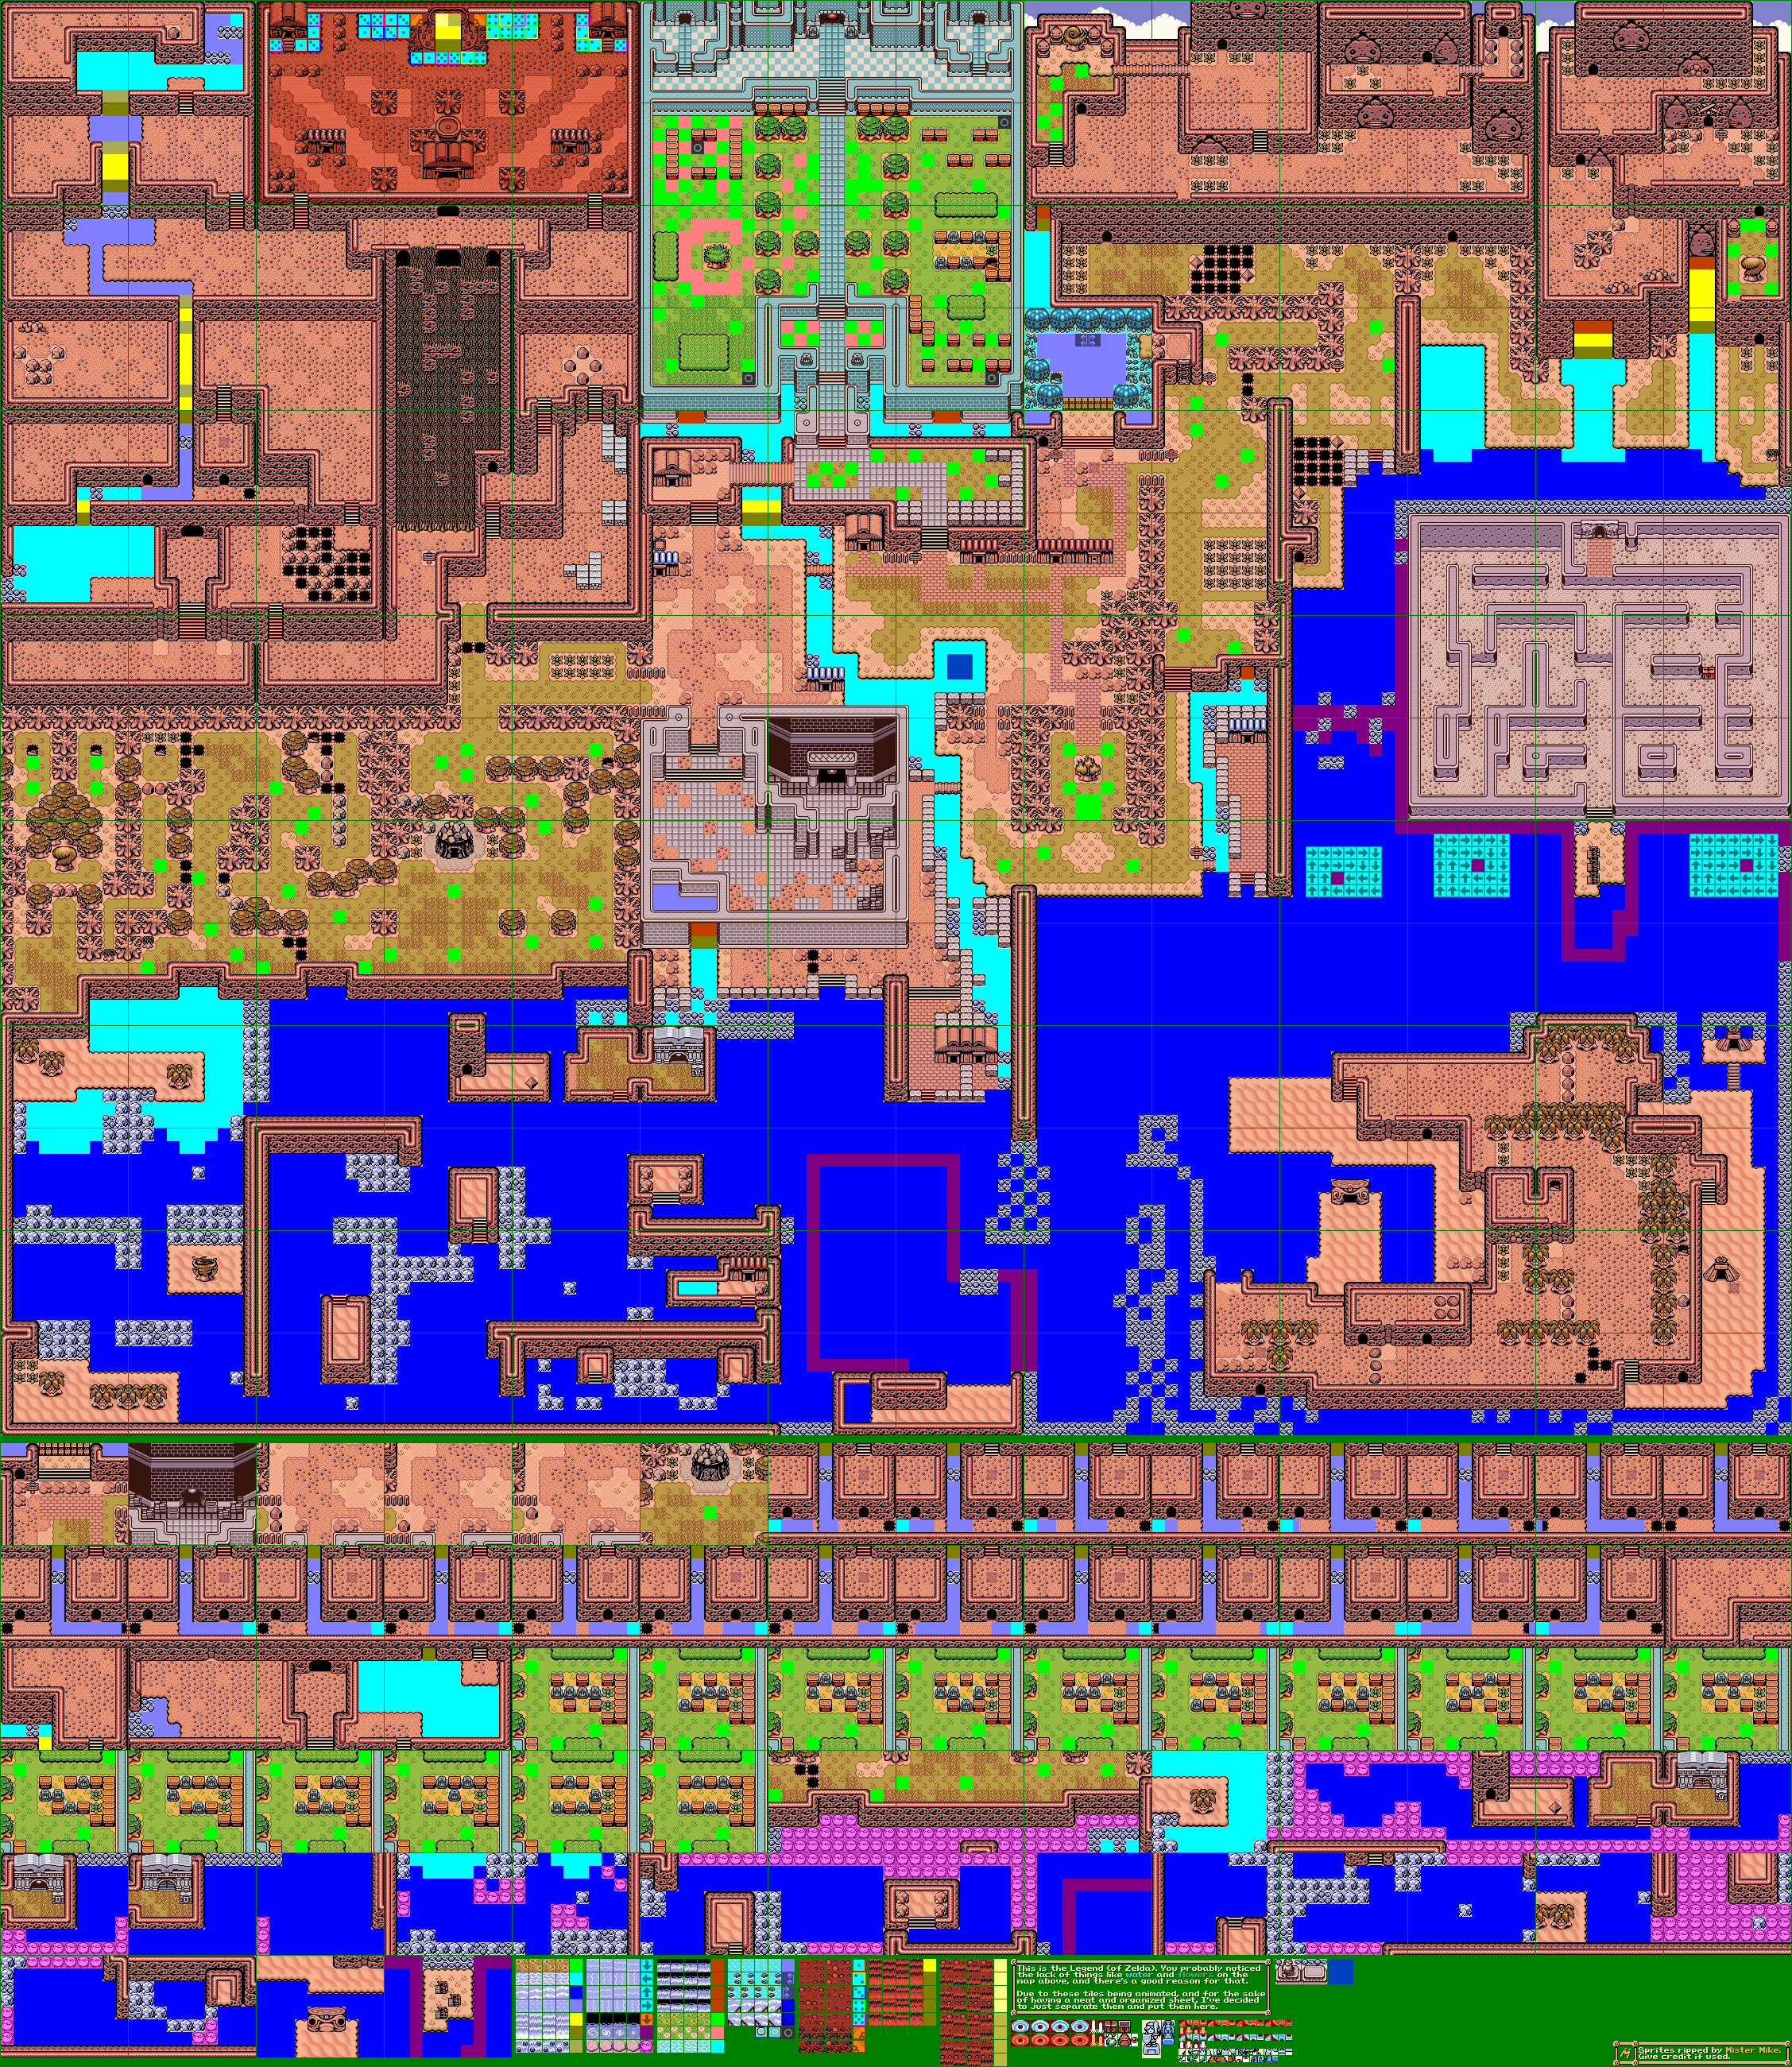 This is the Legend (of Zelda). You probably noticed
the lack of things like water and flowers on the
map above, and there's a good reason for that.
Due to these tiles being animated, and for the sake
of having a neat and organized sheet, I've decided
to just separate them and put them here.
Sprites ripped by Mister Mike.
Give credit if used.